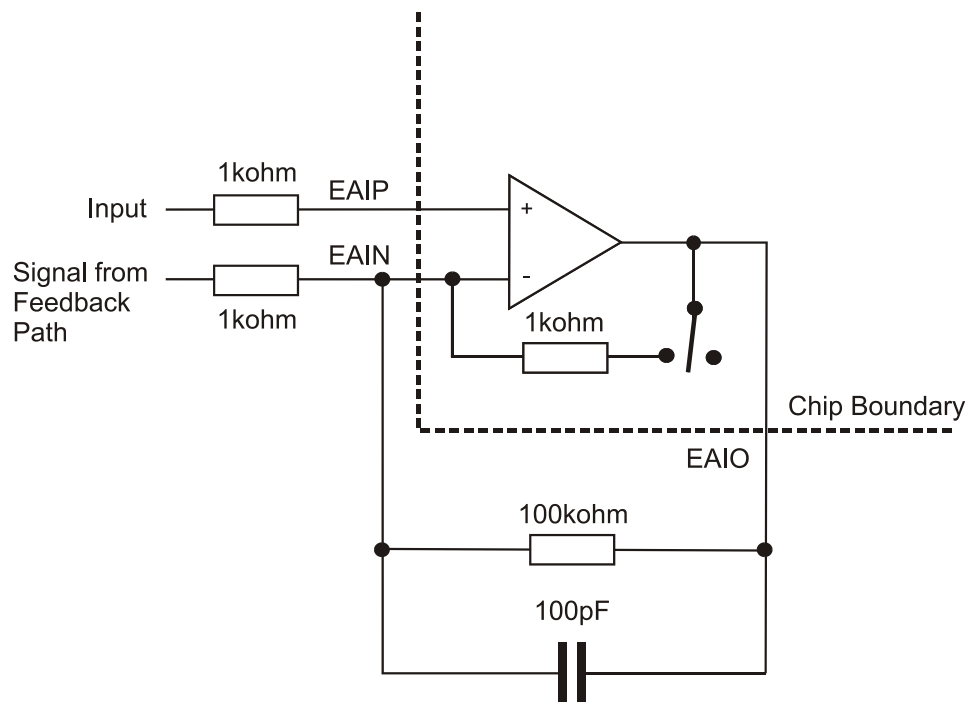 1kohm
EAIP
Input
+
EAIN
-
Signal from
Feedback
Path
1kohm
1kohm
Chip Boundary
EAIO
100kohm
100pF